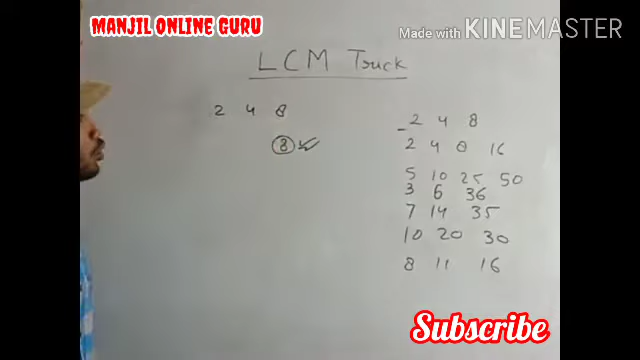 MANJIL ONLINE GURU
Made with KINEMASTER
LCM Truck
2 4 8
8
2 4 8
2 4 8 16
5 10 25 50
3 6 36
7 14 35
10 20 30
8 11 16
Subscribe